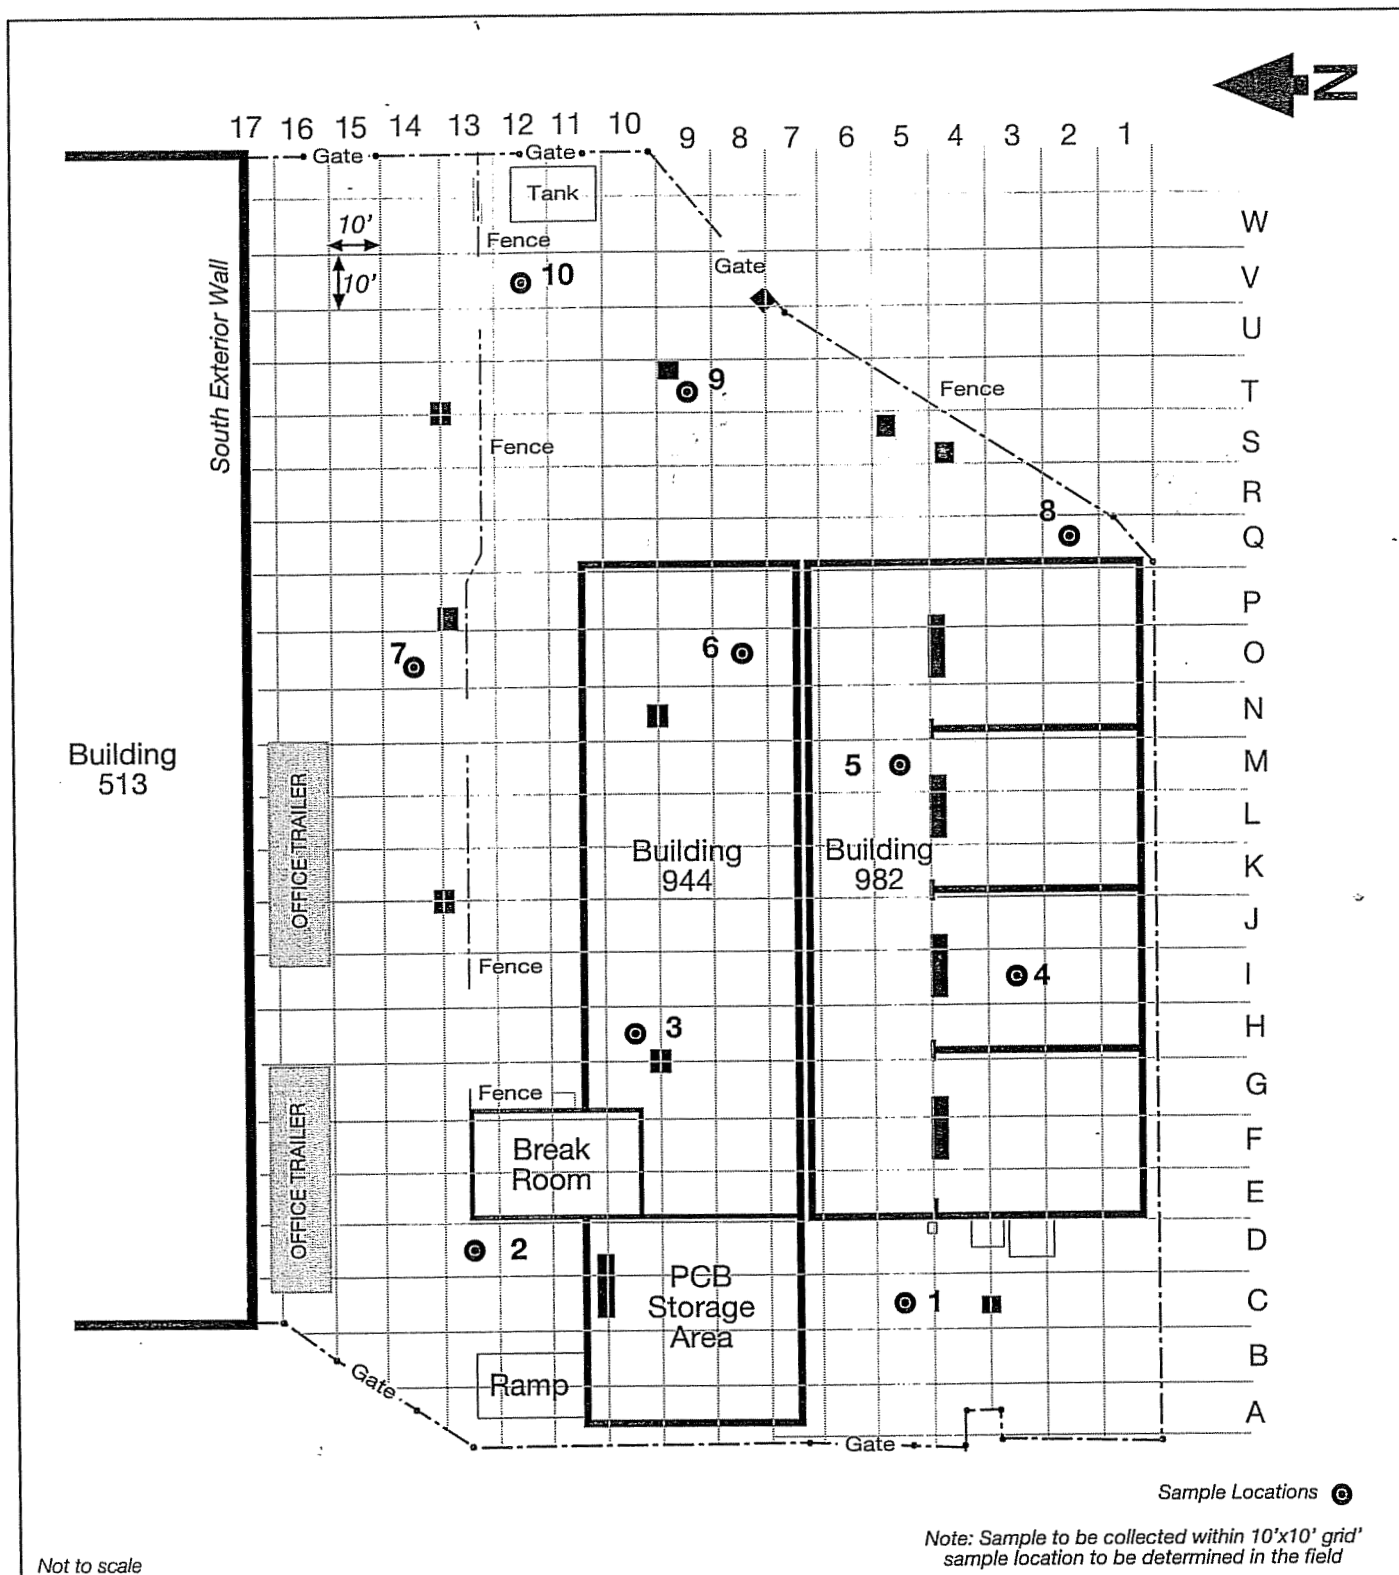 N
17 16 15 14 13 12 11 10 9 8 7 6 5 4 3 2 1
Gate
Gate
Tank
W
10'
Fence
10'
10
V
Gate
South Exterior Wall
U
9
T
Fence
Fence
S
R
8
Q
P
7
6
O
N
Building
513
5
M
OFFICE TRAILER
L
Building
944
Building
982
K
J
Fence
4
I
3
H
Fence
G
Break
Room
F
OFFICE TRAILER
E
2
D
PCB
Storage
Area
1
C
B
Gate
Ramp
A
Gate
Sample Locations
Note: Sample to be collected within 10'x10' grid'
sample location to be determined in the field
Not to scale